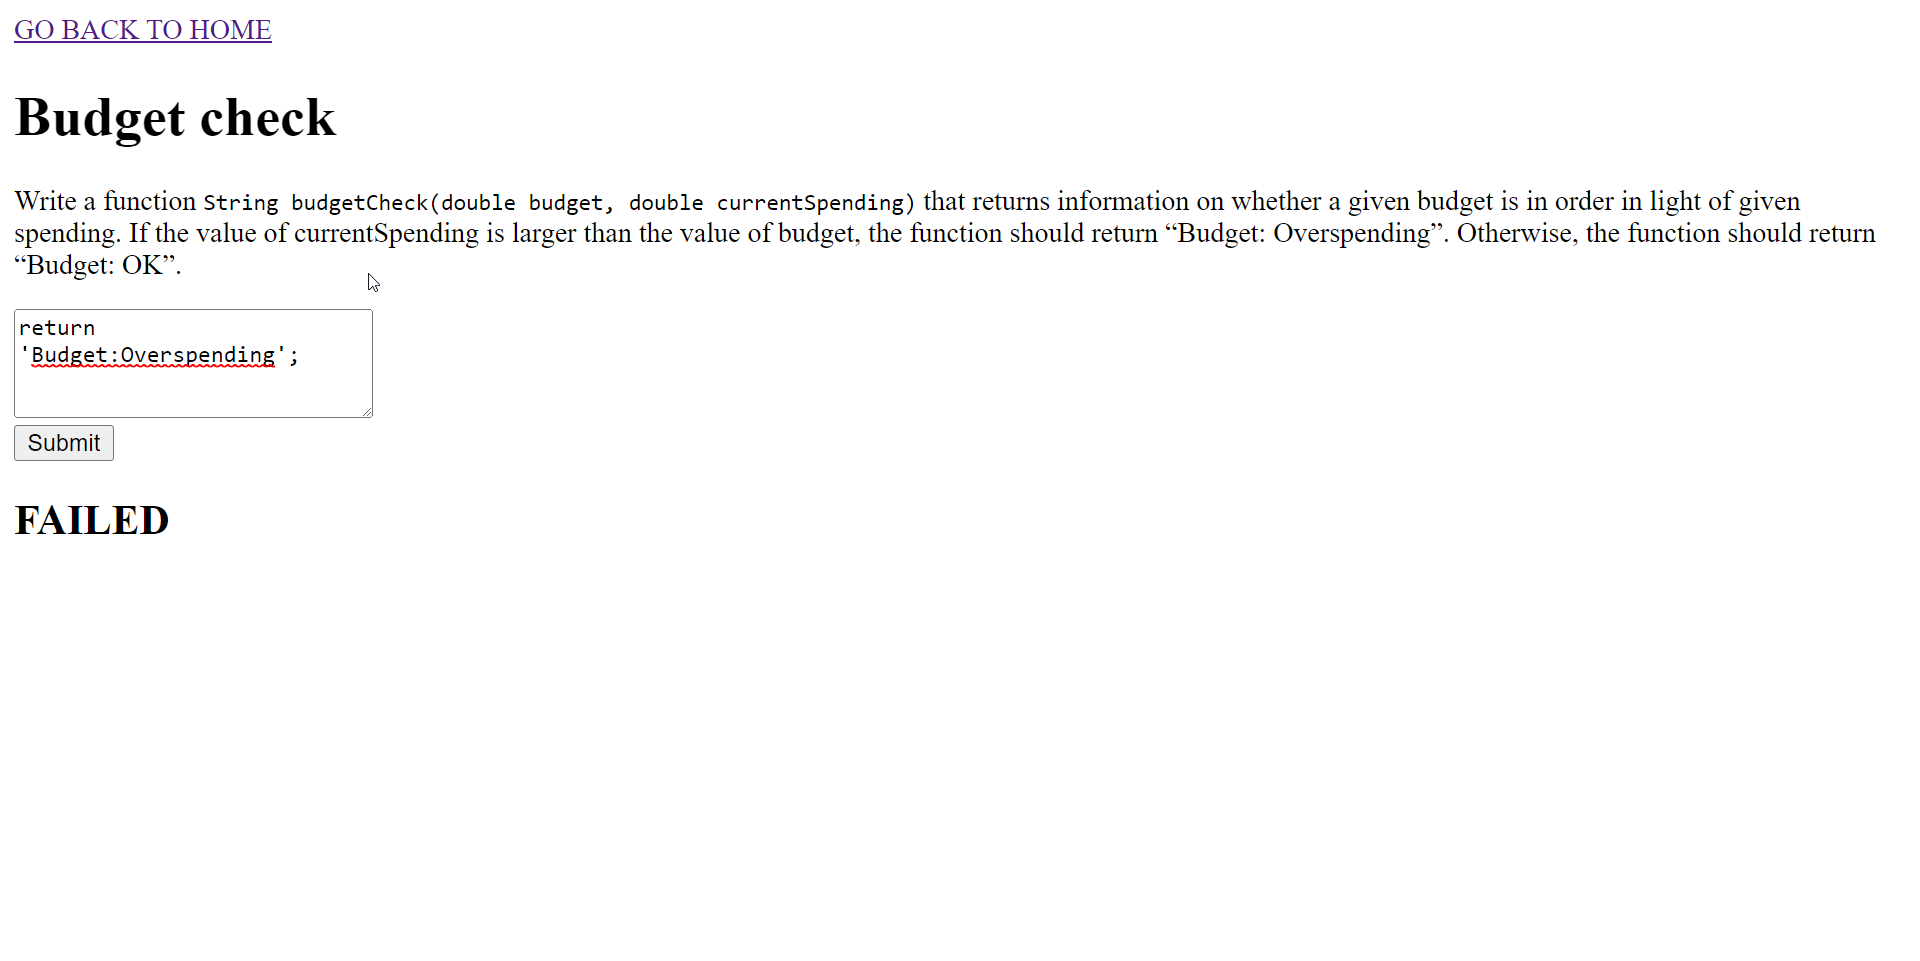 GO BACK TO HOME
Budget check
Write a function String budgetCheck(double budget, double currentSpending) that returns information on whether a given budget is in order in light of given
spending. If the value of currentSpending is larger than the value of budget, the function should return “Budget: Overspending”. Otherwise, the function should return
“Budget: OK”.
return
'Budget:Overspending';
Submit
FAILED